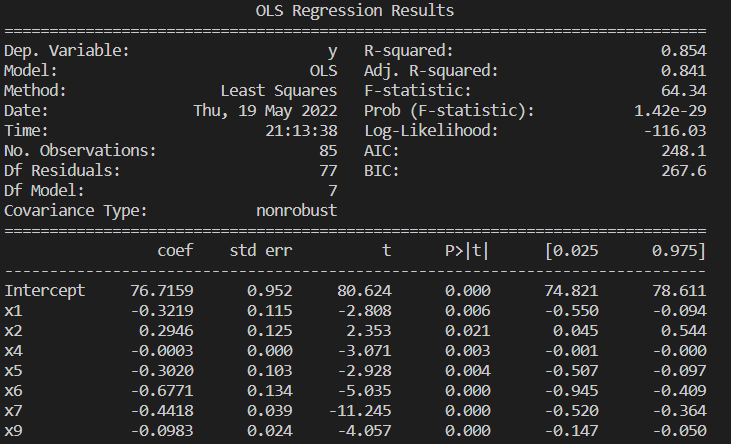 OLS Regression Results
==============================================================================
Dep. Variable: y R-squared: 0.854
Model: OLS Adj. R-squared: 0.841
Method: Least Squares F-statistic: 64.34
Date: Thu, 19 May 2022 Prob (F-statistic): 1.42e-29
Time: 21:13:38 Log-Likelihood: -116.03
No. Observations: 85 AIC: 248.1
Df Residuals: 77 BIC: 267.6
Df Model: 7
Covariance Type: nonrobust
==============================================================================
coef std err t P>|t| [0.025 0.975]
------------------------------------------------------------------------------
Intercept 76.7159 0.952 80.624 0.000 74.821 78.611
x1 -0.3219 0.115 -2.808 0.006 -0.550 -0.094
x2 0.2946 0.125 2.353 0.021 0.045 0.544
x4 -0.0003 0.000 -3.071 0.003 -0.001 -0.000
x5 -0.3020 0.103 -2.928 0.004 -0.507 -0.097
x6 -0.6771 0.134 -5.035 0.000 -0.945 -0.409
x7 -0.4418 0.039 -11.245 0.000 -0.520 -0.364
x9 -0.0983 0.024 -4.057 0.000 -0.147 -0.050